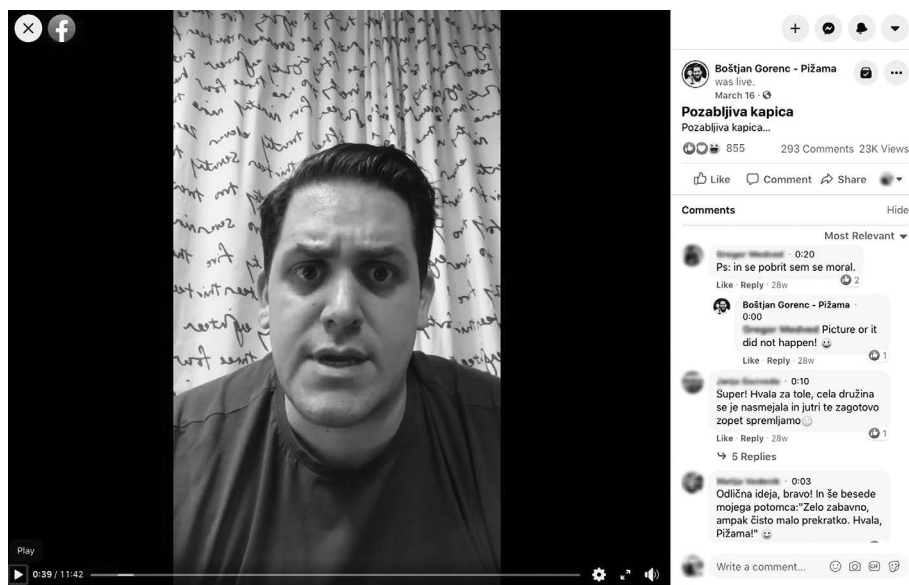 Boštjan Gorenc - Pižama
was live.
March 16 ·
Pozabljiva kapica
Pozabljiva kapica...
855
293 Comments 23K Views
Like Comment Share
Comments
Hide
Most Relevant
· 0:20
Ps: in se pobrit sem se moral.
2
Like · Reply · 28w
Boštjan Gorenc - Pižama ·
0:00
Picture or it
did not happen!
1
Like · Reply · 28w
· 0:10
Super! Hvala za tole, cela družina
se je nasmejala in jutri te zagotovo
zopet spremljamo
1
Like · Reply · 28w
5 Replies
· 0:03
Odlična ideja, bravo! In še besede
mojega potomca:"Zelo zabavno,
ampak čisto malo prekratko. Hvala,
Pižama!"
Write a comment...
GIF
Play
0:39 / 11:42